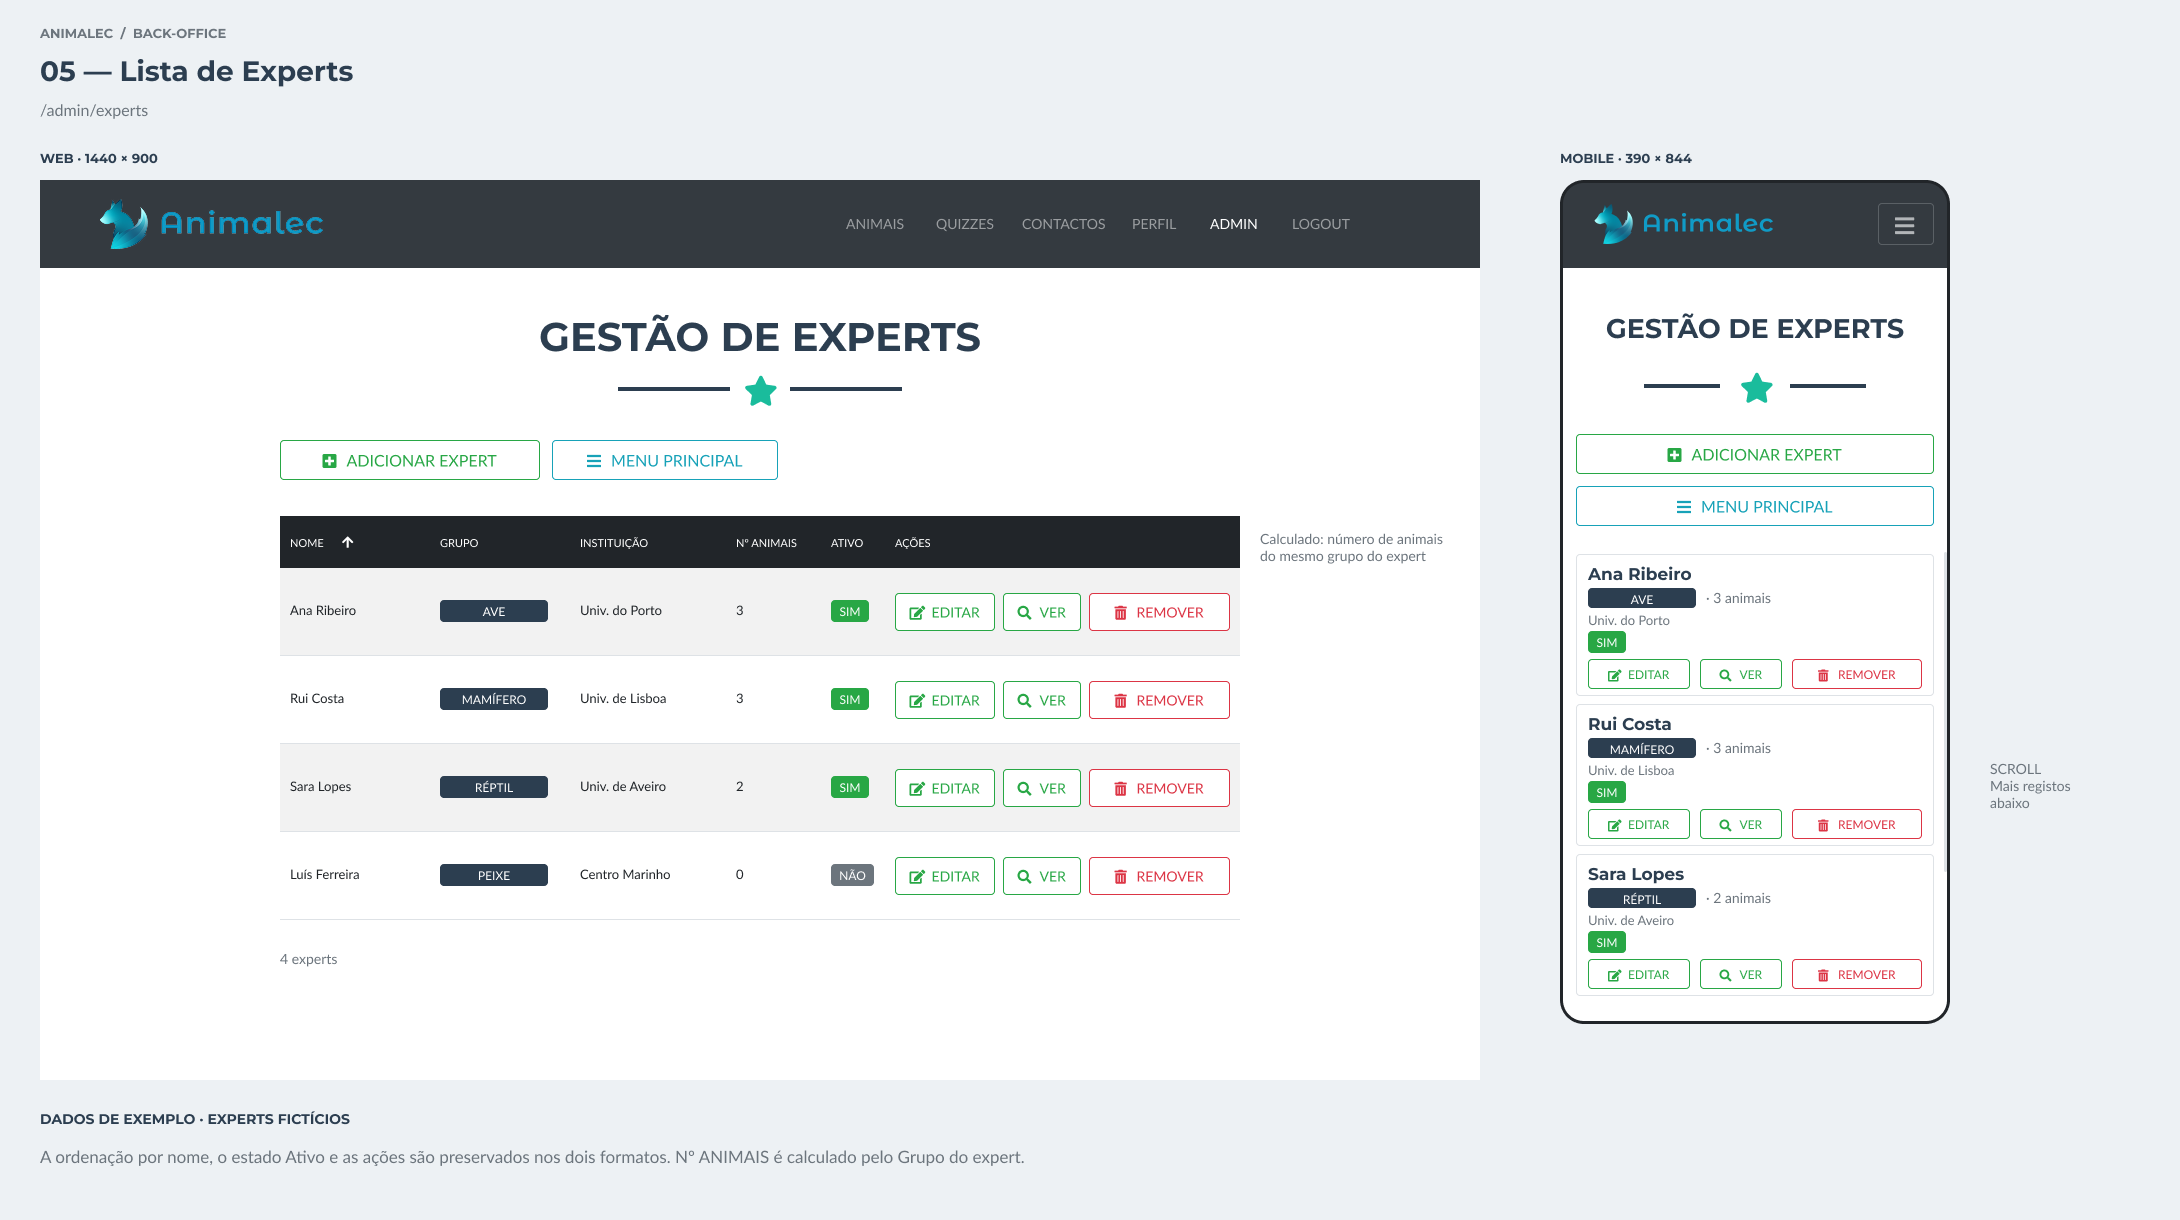 ANIMALEC / BACK-OFFICE
05 — Lista de Experts
/admin/experts
WEB · 1440 × 900
Animalec
ANIMAIS QUIZZES CONTACTOS PERFIL ADMIN LOGOUT
GESTÃO DE EXPERTS
ADICIONAR EXPERT MENU PRINCIPAL
NOME GRUPO INSTITUIÇÃO Nº ANIMAIS ATIVO AÇÕES
Ana Ribeiro AVE Univ. do Porto 3 SIM EDITAR VER REMOVER
Rui Costa MAMÍFERO Univ. de Lisboa 3 SIM EDITAR VER REMOVER
Sara Lopes RÉPTIL Univ. de Aveiro 2 SIM EDITAR VER REMOVER
Luís Ferreira PEIXE Centro Marinho 0 NÃO EDITAR VER REMOVER
4 experts
Calculado: número de animais
do mesmo grupo do expert
MOBILE · 390 × 844
Animalec
GESTÃO DE EXPERTS
ADICIONAR EXPERT
MENU PRINCIPAL
Ana Ribeiro
AVE · 3 animais
Univ. do Porto
SIM
EDITAR VER REMOVER
Rui Costa
MAMÍFERO · 3 animais
Univ. de Lisboa
SIM
EDITAR VER REMOVER
Sara Lopes
RÉPTIL · 2 animais
Univ. de Aveiro
SIM
EDITAR VER REMOVER
SCROLL
Mais registos
abaixo
DADOS DE EXEMPLO · EXPERTS FICTÍCIOS
A ordenação por nome, o estado Ativo e as ações são preservados nos dois formatos. Nº ANIMAIS é calculado pelo Grupo do expert.